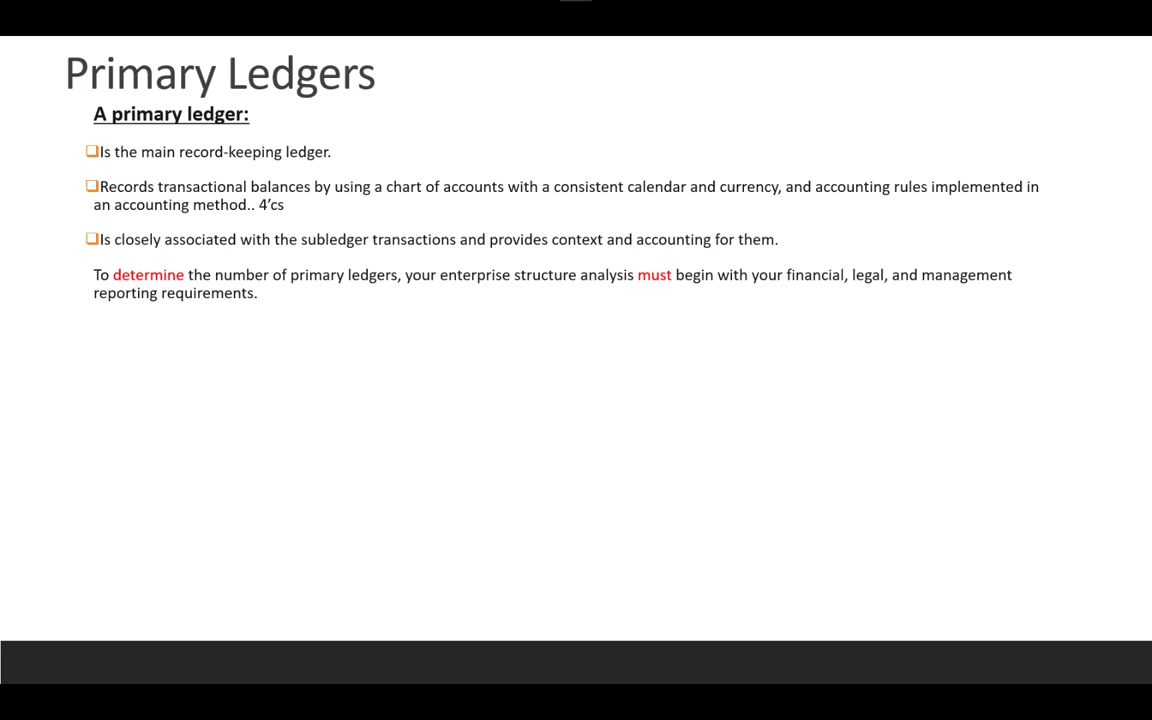 Primary Ledgers
A primary ledger:
❑Is the main record-keeping ledger.
❑Records transactional balances by using a chart of accounts with a consistent calendar and currency, and accounting rules implemented in
an accounting method.. 4’cs
❑Is closely associated with the subledger transactions and provides context and accounting for them.
To determine the number of primary ledgers, your enterprise structure analysis must begin with your financial, legal, and management
reporting requirements.